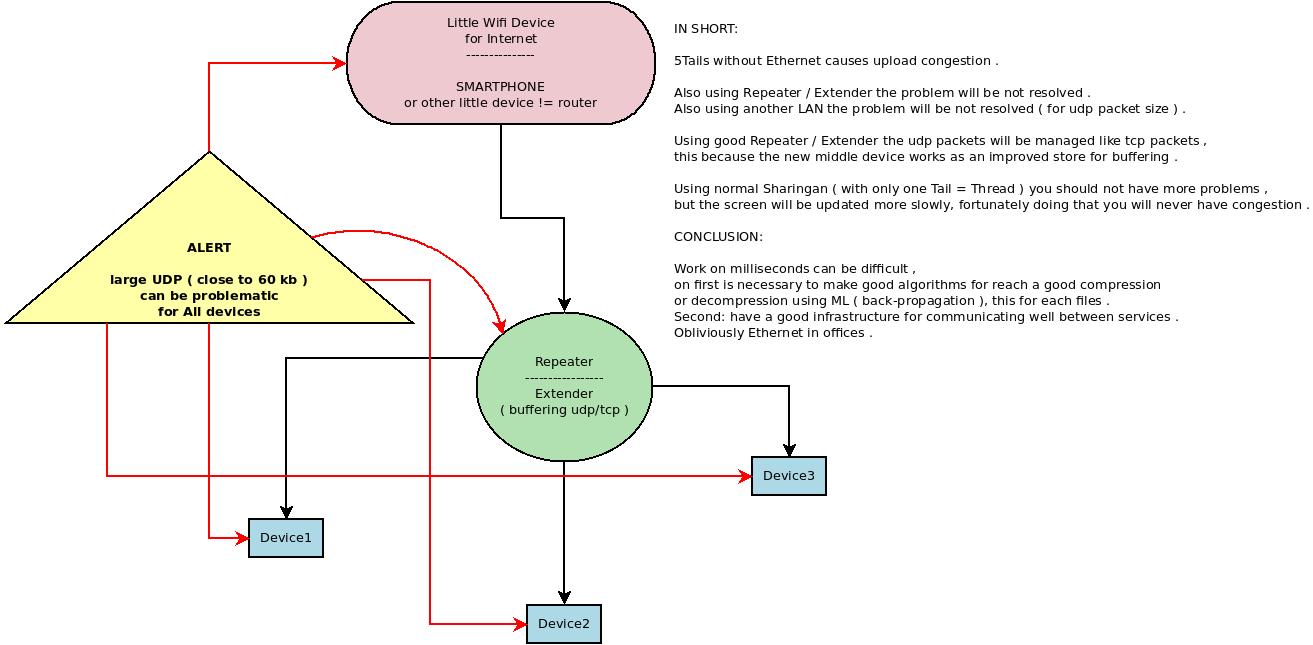 Little Wifi Device
for Internet
---------------
SMARTPHONE
or other little device != router
IN SHORT:
5Tails without Ethernet causes upload congestion .
Also using Repeater / Extender the problem will be not resolved .
Also using another LAN the problem will be not resolved ( for udp packet size ) .
Using good Repeater / Extender the udp packets will be managed like tcp packets ,
this because the new middle device works as an improved store for buffering .
Using normal Sharingan ( with only one Tail = Thread ) you should not have more problems ,
but the screen will be updated more slowly, fortunately doing that you will never have congestion .
CONCLUSION:
Work on milliseconds can be difficult ,
on first is necessary to make good algorithms for reach a good compression
or decompression using ML ( back-propagation ), this for each files .
Second: have a good infrastructure for communicating well between services .
Obliviously Ethernet in offices .
ALERT
large UDP ( close to 60 kb )
can be problematic
for All devices
Repeater
-----------------
Extender
( buffering udp/tcp )
Device3
Device1
Device2